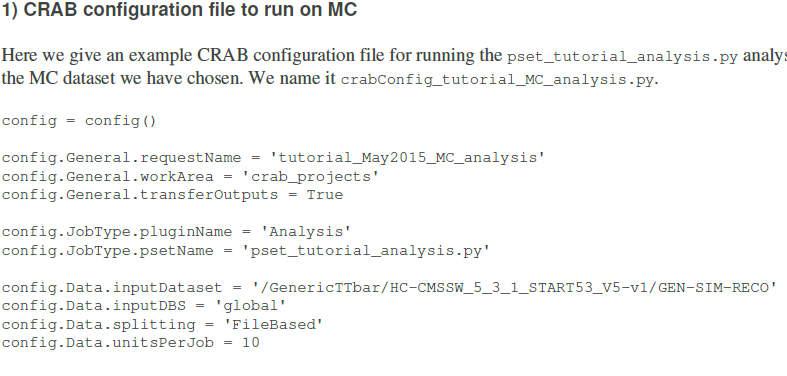 1) CRAB configuration file to run on MC
Here we give an example CRAB configuration file for running the pset_tutorial_analysis.py
the MC dataset we have chosen. We name it crabConfig_tutorial_MC_analysis.py.
config = config()
config.General.requestName = 'tutorial_May2015_MC_analysis'
config.General.workArea = 'crab_projects'
config.General.transferOutputs = True
config.JobType.pluginName = 'Analysis'
config.JobType.psetName = 'pset_tutorial_analysis.py'
config.Data.inputDataset = '/GenericTTbar/HC-CMSSW_5_3_1_START53_V5-v1/GEN-SIM-RECO'
config.Data.inputDBS = 'global'
config.Data.splitting = 'FileBased'
config.Data.unitsPerJob = 10